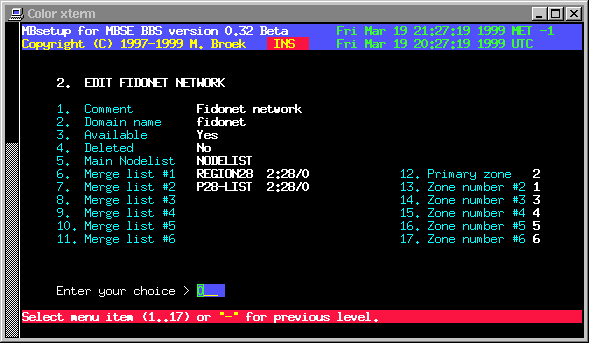 Color xterm
MBsetup for MBSE BBS version 0.32 Beta Fri Mar 19 21:27:19 1999 MET -1
Copyright (C) 1997-1999 M. Broek INS Fri Mar 19 20:27:19 1999 UTC
2. EDIT FIDONET NETWORK
1. Comment Fidonet network
2. Domain name fidonet
3. Available Yes
4. Deleted No
5. Main Nodelist NODELIST
6. Merge list #1 REGION28 2:28/0 12. Primary zone 2
7. Merge list #2 P28-LIST 2:28/0 13. Zone number #2 1
8. Merge list #3 14. Zone number #3 3
9. Merge list #4 15. Zone number #4 4
10. Merge list #5 16. Zone number #5 5
11. Merge list #6 17. Zone number #6 6
Enter your choice > 0__
Select menu item (1..17) or "-" for previous level.